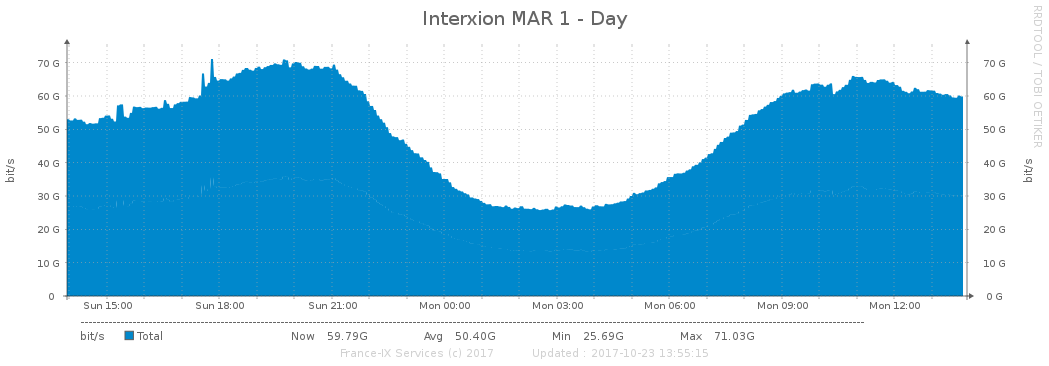 Interxion MAR 1 - Day
RRDTOOL / TOBI OETIKER
bit/s
bit/s
70 G 70 G
60 G 60 G
50 G 50 G
40 G 40 G
30 G 30 G
20 G 20 G
10 G 10 G
0 0 G
Sun 15:00 Sun 18:00 Sun 21:00 Mon 00:00 Mon 03:00 Mon 06:00 Mon 09:00 Mon 12:00
bit/s Total Now 59.79G Avg 50.40G Min 25.69G Max 71.03G
France-IX Services (c) 2017 Updated : 2017-10-23 13:55:15